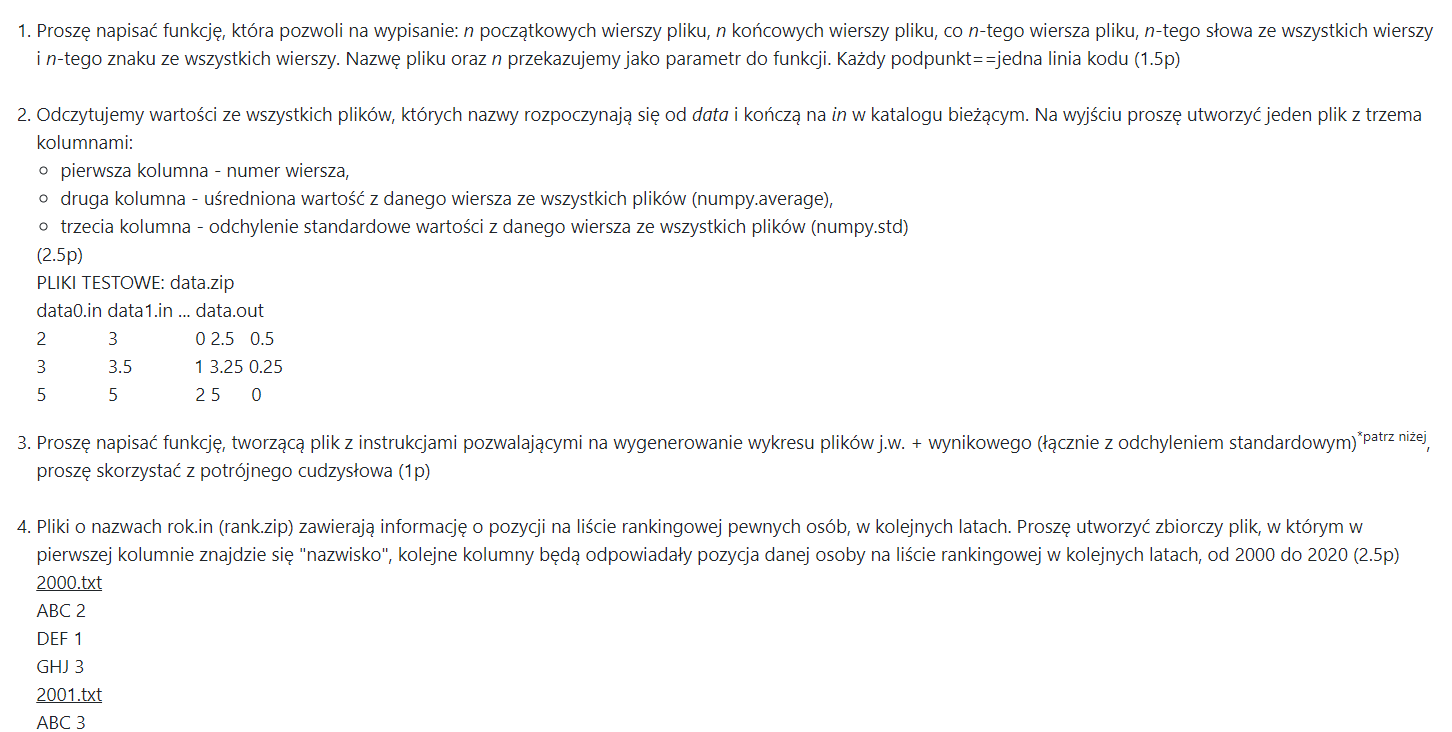 1. Proszę napisać funkcję, która pozwoli na wypisanie: n początkowych wierszy pliku, n końcowych wierszy pliku, co n-tego wiersza pliku, n-tego słowa ze wszystkich wierszy
i n-tego znaku ze wszystkich wierszy. Nazwę pliku oraz n przekazujemy jako parametr do funkcji. Każdy podpunkt==jedna linia kodu (1.5p)
2. Odczytujemy wartości ze wszystkich plików, których nazwy rozpoczynają się od data i kończą na in w katalogu bieżącym. Na wyjściu proszę utworzyć jeden plik z trzema
kolumnami:
○ pierwsza kolumna - numer wiersza,
○ druga kolumna - uśredniona wartość z danego wiersza ze wszystkich plików (numpy.average),
○ trzecia kolumna - odchylenie standardowe wartości z danego wiersza ze wszystkich plików (numpy.std)
(2.5p)
PLIKI TESTOWE: data.zip
data0.in data1.in ... data.out
2 3 0 2.5 0.5
3 3.5 1 3.25 0.25
5 5 2 5 0
3. Proszę napisać funkcję, tworzącą plik z instrukcjami pozwalającymi na wygenerowanie wykresu plików j.w. + wynikowego (łącznie z odchyleniem standardowym)*patrz niżej,
proszę skorzystać z potrójnego cudzysłowa (1p)
4. Pliki o nazwach rok.in (rank.zip) zawierają informację o pozycji na liście rankingowej pewnych osób, w kolejnych latach. Proszę utworzyć zbiorczy plik, w którym w
pierwszej kolumnie znajdzie się "nazwisko", kolejne kolumny będą odpowiadały pozycja danej osoby na liście rankingowej w kolejnych latach, od 2000 do 2020 (2.5p)
2000.txt
ABC 2
DEF 1
GHJ 3
2001.txt
ABC 3